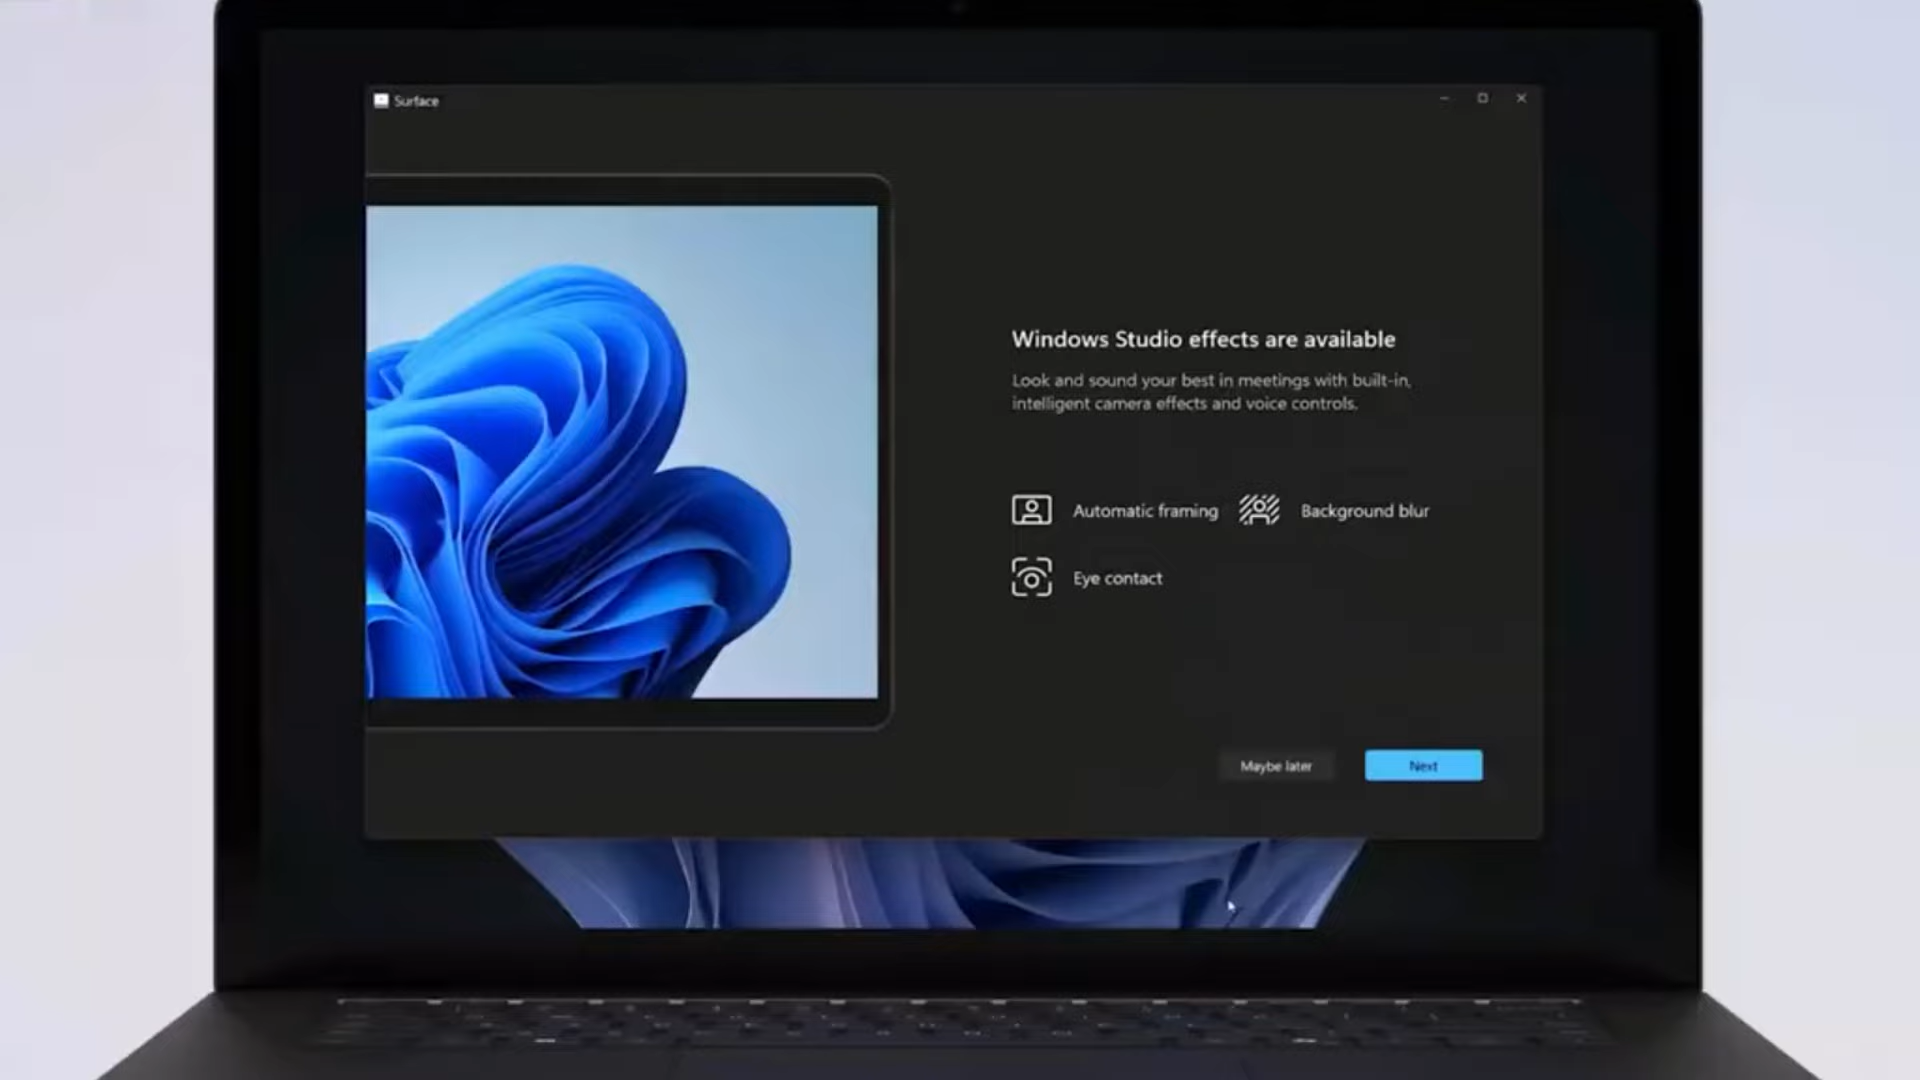 Surface
Windows Studio effects are available
Look and sound your best in meetings with built-in,
intelligent camera effects and voice controls.
Automatic framing
Background blur
Eye contact
Maybe later
Next